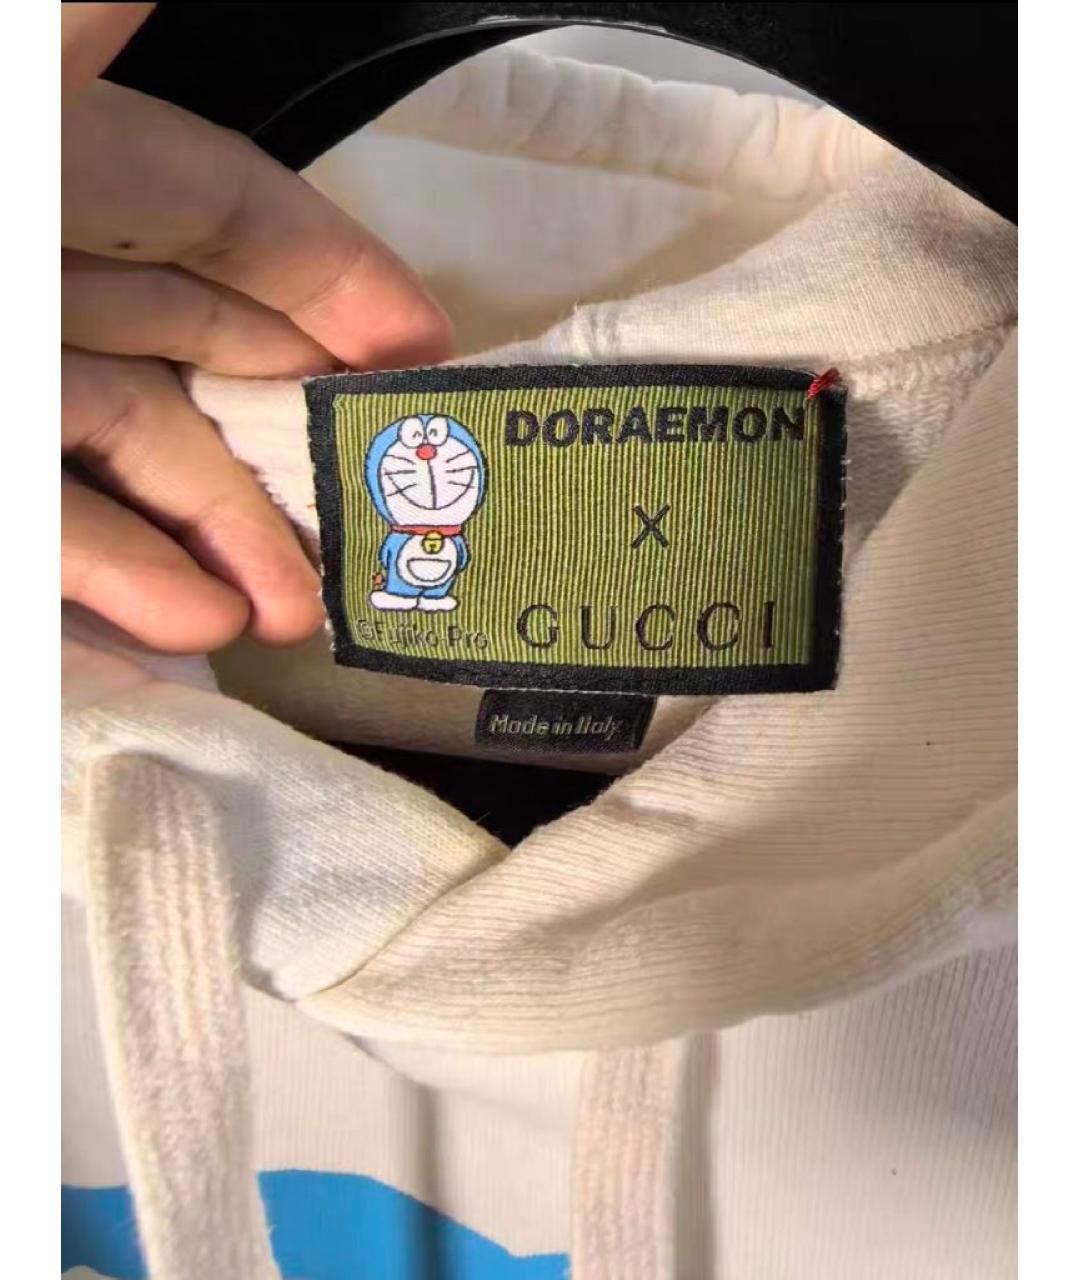 DORAEMON
X
GUCCI
©Fujiko-Pro
Made in Italy